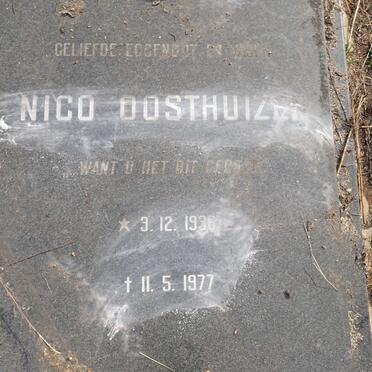 GELIEFDE EGGENOOT EN VADER
NICO OOSTHUIZEN
WANT U HET DIT GEDOEN
★ 3. 12. 1936
† 11. 5. 1977